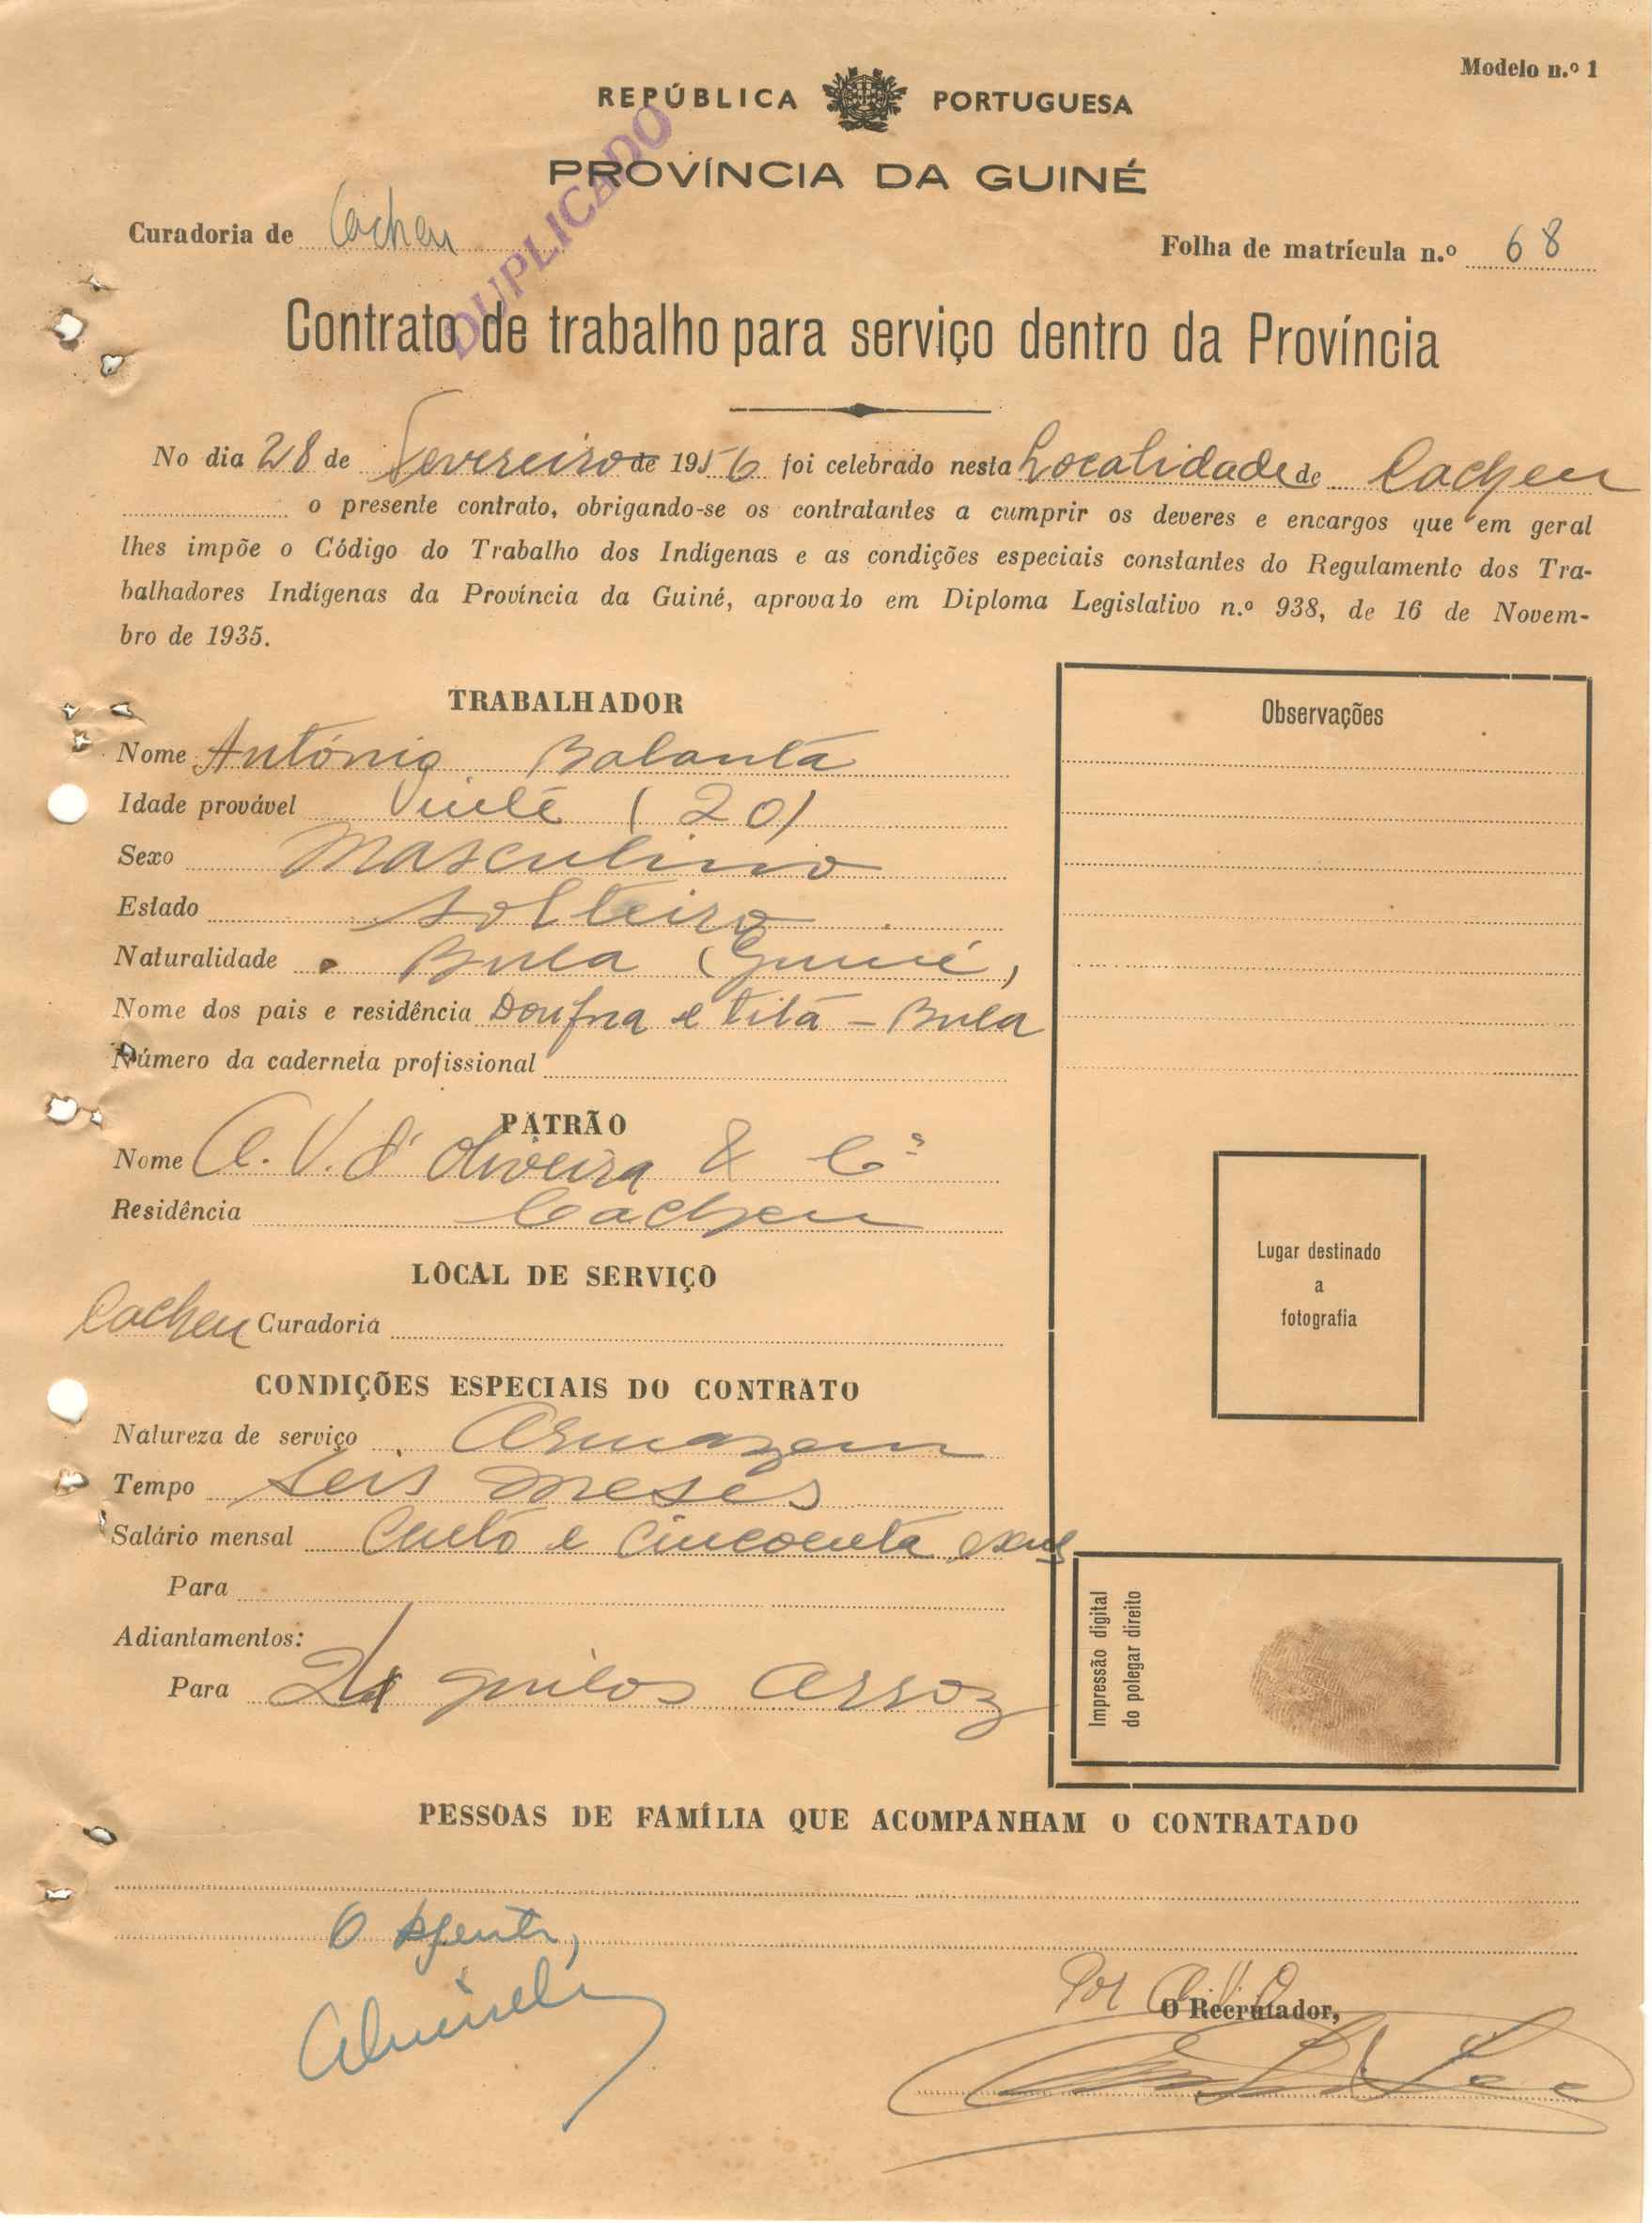 Modelo n.º 1
REPÚBLICA PORTUGUESA
DUPLICADO
PROVÍNCIA DA GUINÉ
Curadoria de Cacheu
Folha de matrícula n.º 68
Contrato de trabalho para serviço dentro da Província
No dia 28 de Fevereiro de 1956 foi celebrado nesta Localidade de Cacheu
o presente contrato, obrigando-se os contratantes a cumprir os deveres e encargos que em geral
lhes impõe o Código do Trabalho dos Indígenas e as condições especiais constantes do Regulamento dos Tra-
balhadores Indígenas da Província da Guiné, aprovado em Diploma Legislativo n.º 938, de 16 de Novem-
bro de 1935.
TRABALHADOR
Nome António Balanta
Idade provável Vinte (20)
Sexo Masculino
Estado solteiro
Naturalidade Bula (Guiné)
Nome dos pais e residência e Titá - Bula
Número da caderneta profissional
PATRÃO
Nome A. V. d'Oliveira & Cª
Residência Cacheu
LOCAL DE SERVIÇO
Cacheu Curadoria
CONDIÇÕES ESPECIAIS DO CONTRATO
Natureza de serviço Armazem
Tempo seis meses
Salário mensal Cento e cincoenta
Para
Adiantamentos:
Para quilos arroz
Observações
Lugar destinado
a
fotografia
Impressão digital
do polegar direito
PESSOAS DE FAMÍLIA QUE ACOMPANHAM O CONTRATADO
O Agente,
Almeida
Por
O Recrutador,